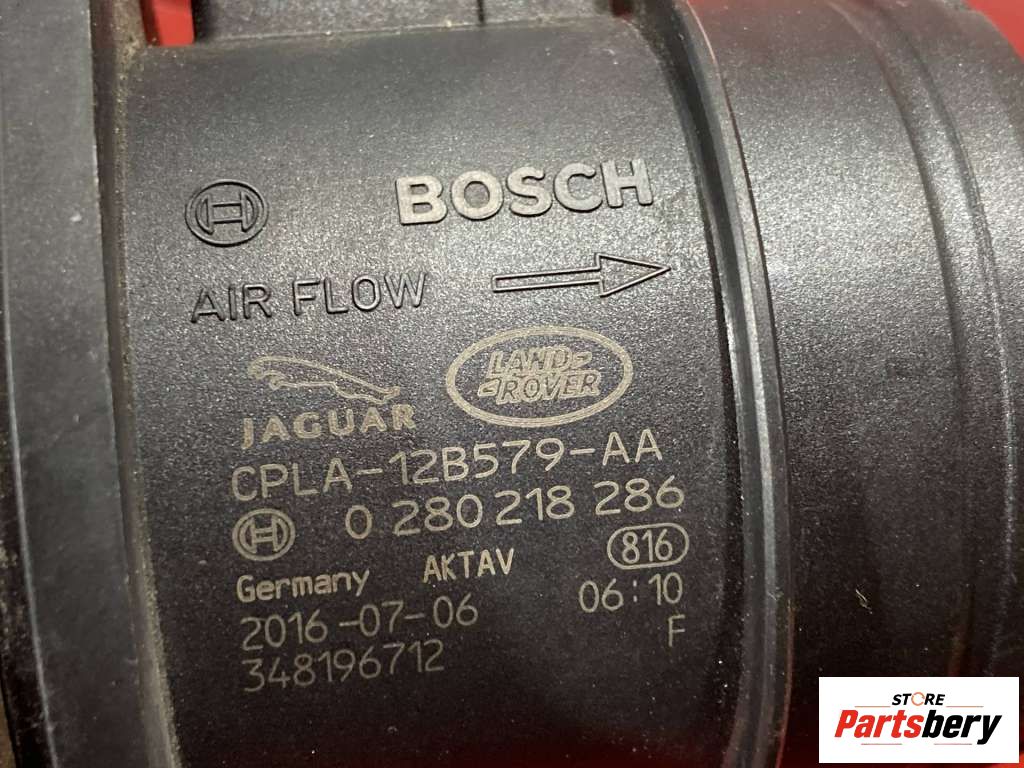 BOSCH
AIR FLOW
JAGUAR LAND ROVER
CPLA-12B579-AA
0 280 218 286
Germany AKTAV 816
2016-07-06 06:10
348196712 F
STORE
Partsbery